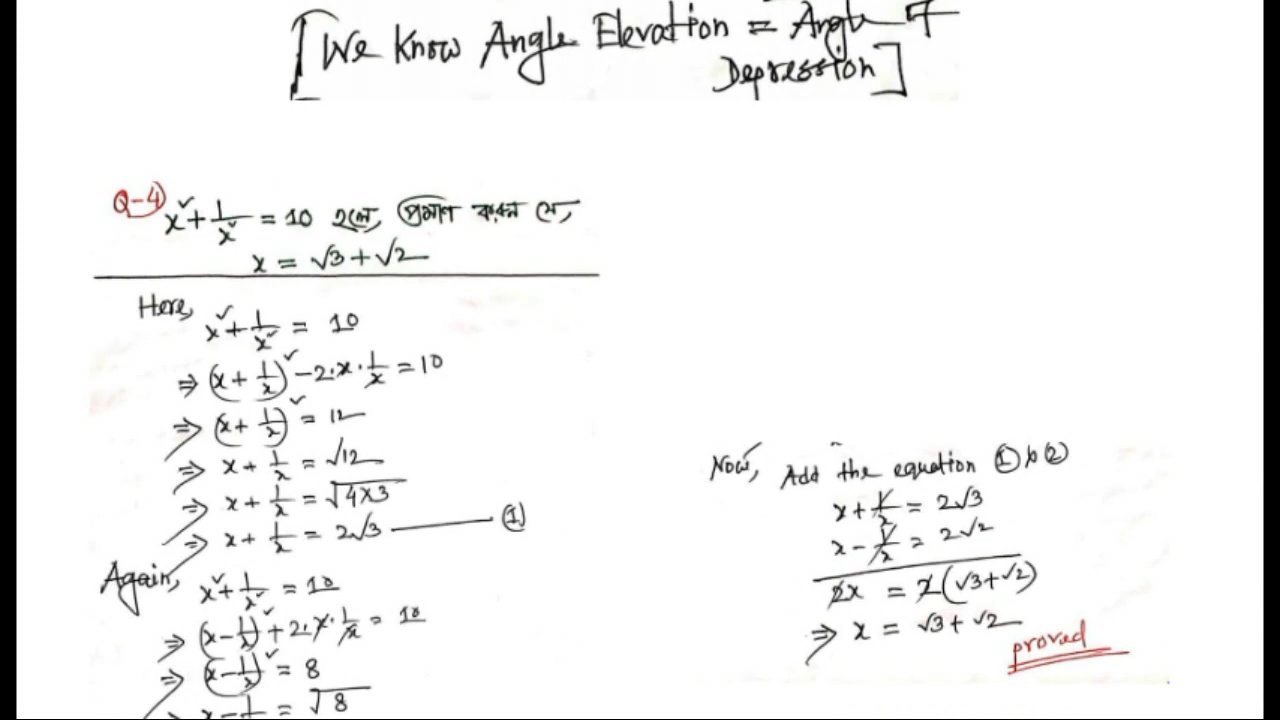 [We Know Angle Elevation = Angle of
Depression]
Q-4) x² + 1/x² = 10 হলে, প্রমাণ করুন যে,
x = √3 + √2
Here,
x² + 1/x² = 10
⇒ (x + 1/x)² - 2.x.1/x = 10
⇒ (x + 1/x)² = 12
⇒ x + 1/x = √12
⇒ x + 1/x = √4×3
⇒ x + 1/x = 2√3 ——— ①
Again, x² + 1/x² = 10
⇒ (x - 1/x)² + 2.x.1/x = 10
⇒ (x - 1/x)² = 8
⇒ x - 1/x = √8
Now, Add the equation ① & ②
x + 1/x = 2√3
x - 1/x = 2√2
2x = 2(√3 + √2)
⇒ x = √3 + √2
proved